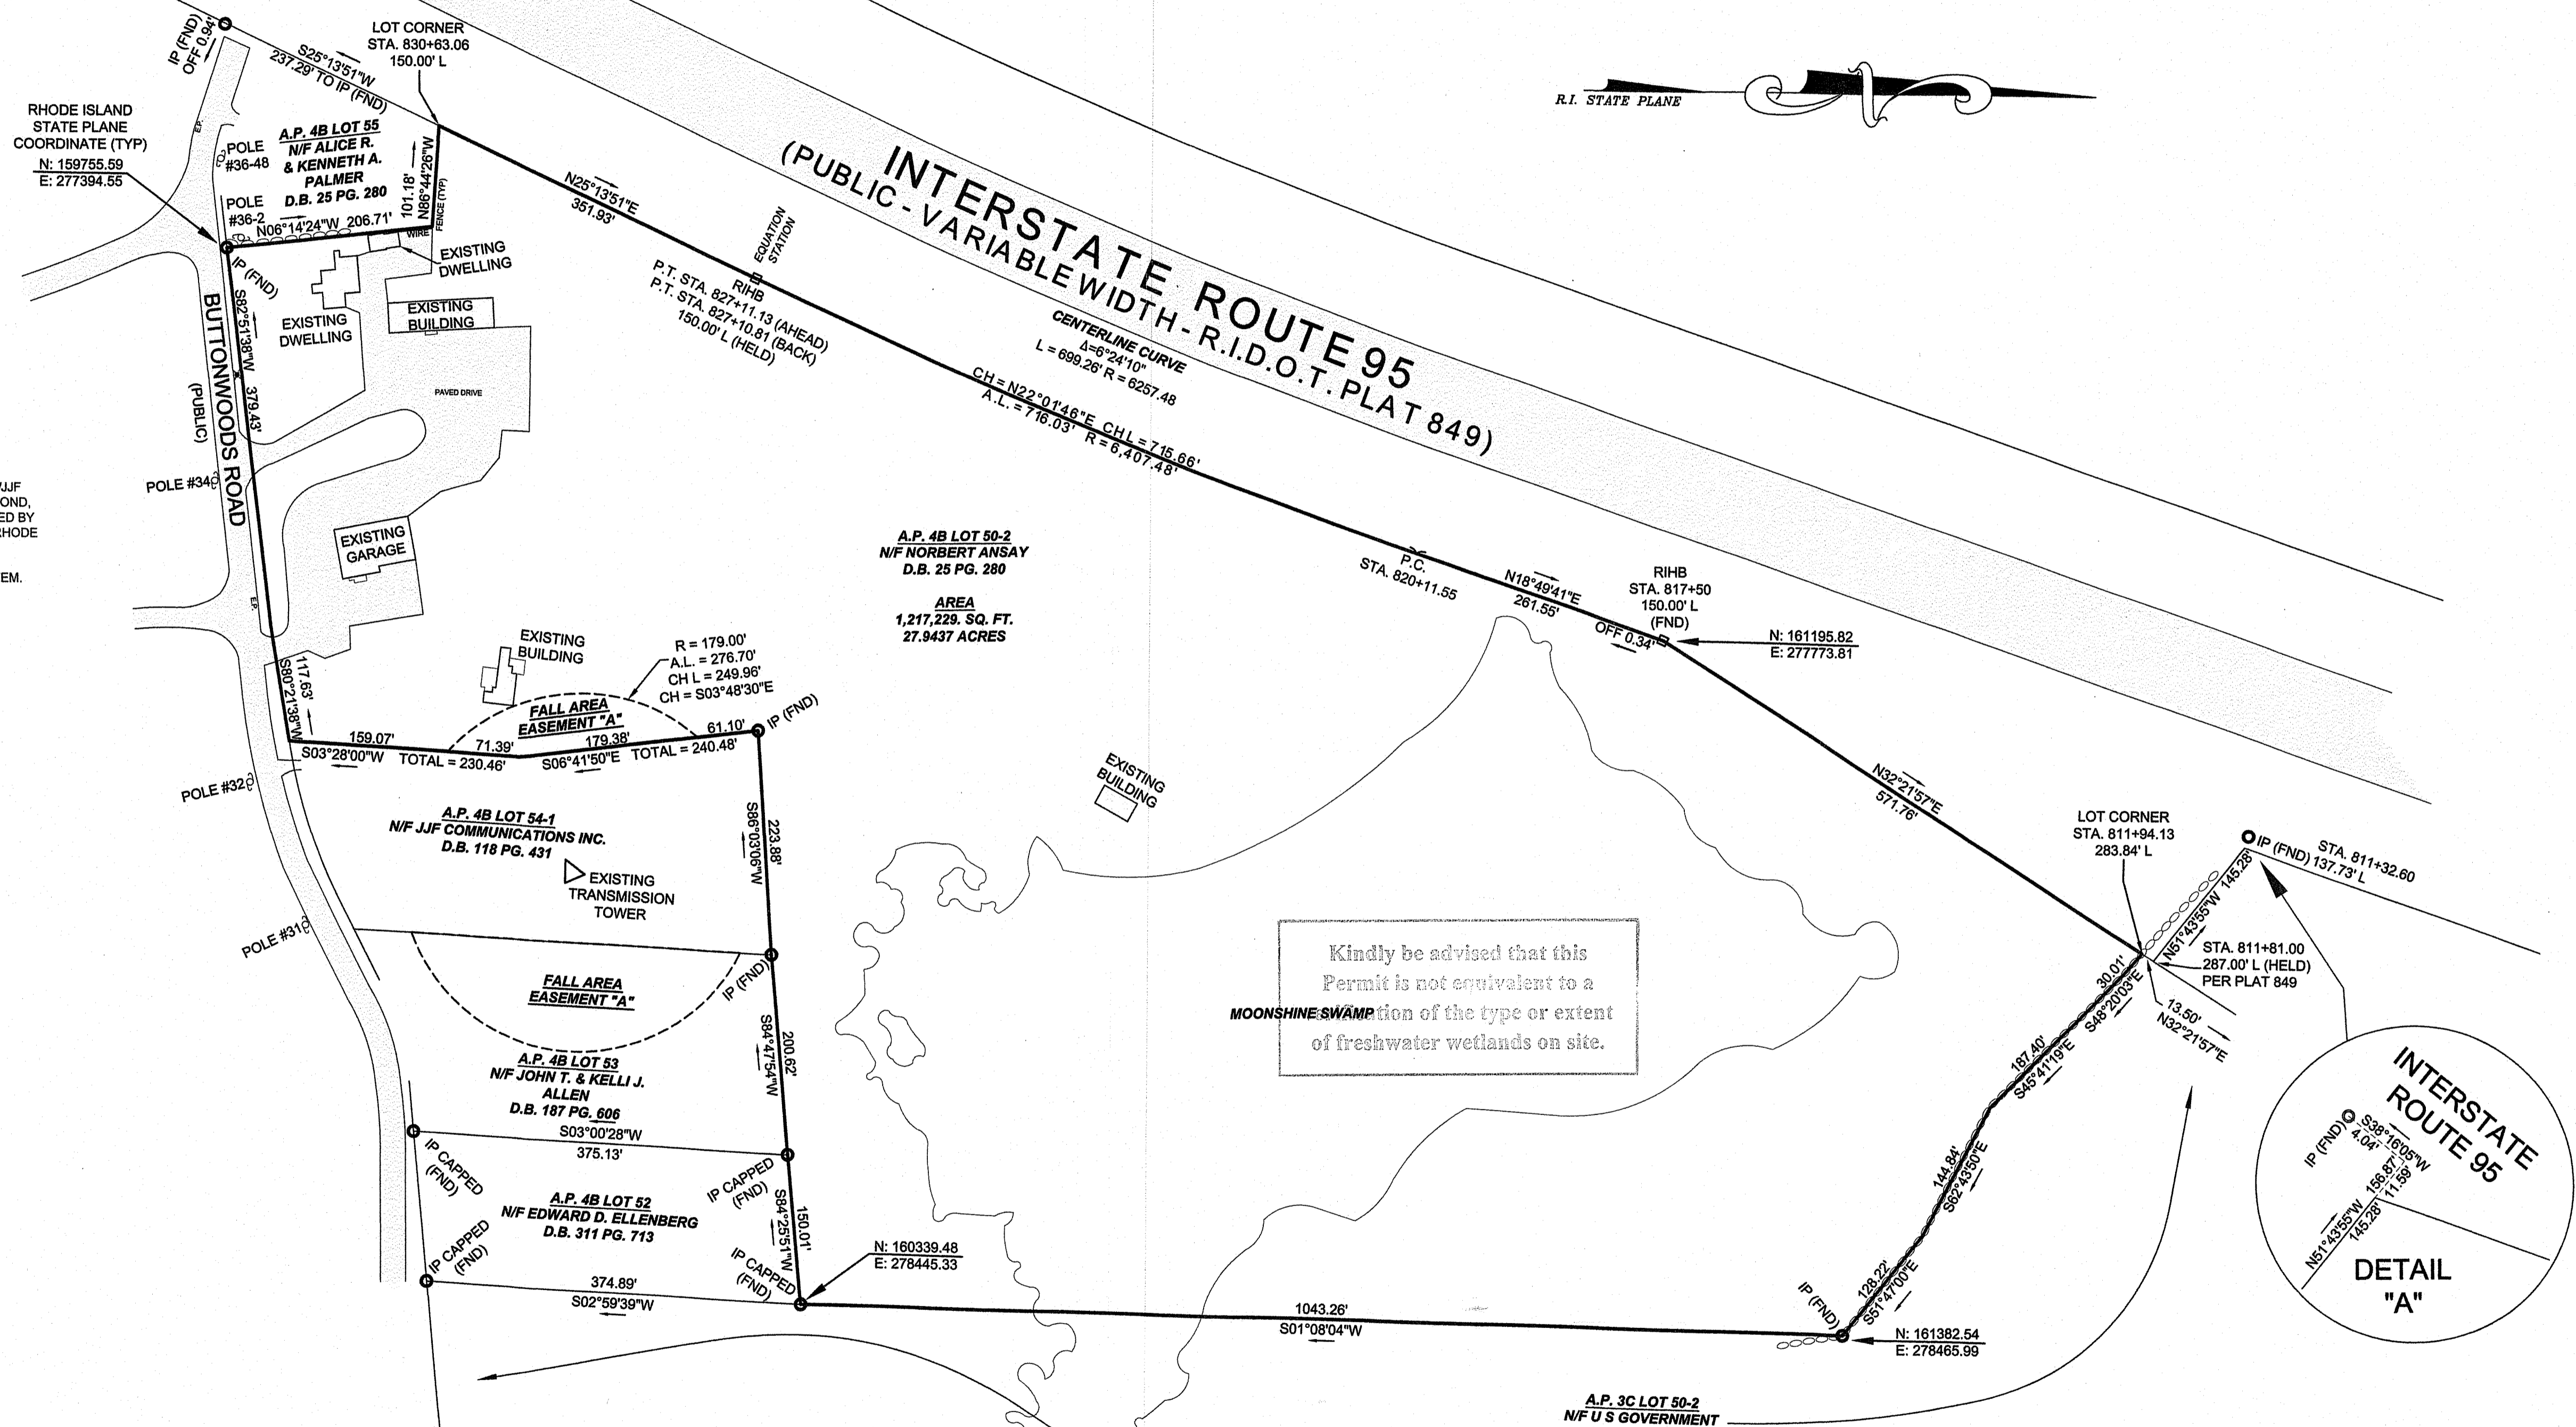 IP (FND)
OFF 0.94'
S25°13'51"W
237.29' TO IP (FND)
LOT CORNER
STA. 830+63.06
150.00' L
R.I. STATE PLANE
RHODE ISLAND
STATE PLANE
COORDINATE (TYP)
N: 159755.59
E: 277394.55
E.P.
POLE
#36-48
A.P. 4B LOT 55
N/F ALICE R.
& KENNETH A.
PALMER
D.B. 25 PG. 280
POLE
#36-2
N06°14'24"W 206.71'
101.18'
N86°44'26"W
FENCE (TYP)
WIRE
EXISTING
DWELLING
IP (FND)
EXISTING
DWELLING
EXISTING
BUILDING
S82°51'38"W 379.43'
BUTTONWOODS ROAD
(PUBLIC)
PAVED DRIVE
POLE #34
EXISTING
GARAGE
E.P.
/JJF
OND,
ED BY
RHODE
EM.
N25°13'51"E
351.93'
EQUATION
STATION
RIHB
P.T. STA. 827+11.13 (AHEAD)
P.T. STA. 827+10.81 (BACK)
150.00' L (HELD)
INTERSTATE ROUTE 95
(PUBLIC - VARIABLE WIDTH - R.I.D.O.T. PLAT 849)
CENTERLINE CURVE
Δ=6°24'10"
L = 699.26' R = 6257.48
CH = N22°01'46"E CH L = 715.66'
A.L. = 716.03' R = 6,407.48'
A.P. 4B LOT 50-2
N/F NORBERT ANSAY
D.B. 25 PG. 280
AREA
1,217,229. SQ. FT.
27.9437 ACRES
P.C.
STA. 820+11.55
N18°49'41"E
261.55'
RIHB
STA. 817+50
150.00' L
(FND)
OFF 0.34'
N: 161195.82
E: 277773.81
117.63'
S80°21'38"W
EXISTING
BUILDING
R = 179.00'
A.L. = 276.70'
CH L = 249.96'
CH = S03°48'30"E
FALL AREA
EASEMENT "A"
IP (FND)
159.07'
71.39'
179.38'
61.10'
S03°28'00"W TOTAL = 230.46'
S06°41'50"E TOTAL = 240.48'
POLE #32
A.P. 4B LOT 54-1
N/F JJF COMMUNICATIONS INC.
D.B. 118 PG. 431
EXISTING
TRANSMISSION
TOWER
223.88'
S86°03'06"W
EXISTING
BUILDING
N32°21'57"E
571.76'
LOT CORNER
STA. 811+94.13
283.84' L
IP (FND)
STA. 811+32.60
137.73' L
N51°43'55"W 145.28'
STA. 811+81.00
287.00' L (HELD)
PER PLAT 849
13.50'
N32°21'57"E
POLE #31
IP (FND)
FALL AREA
EASEMENT "A"
200.62'
S84°47'54"W
Kindly be advised that this
Permit is not equivalent to a
MOONSHINE SWAMP
tion of the type or extent
of freshwater wetlands on site.
30.01'
S48°20'03"E
187.40'
S45°41'19"E
144.84'
S62°43'50"E
128.22'
S51°47'00"E
A.P. 4B LOT 53
N/F JOHN T. & KELLI J.
ALLEN
D.B. 187 PG. 606
S03°00'28"W
375.13'
IP CAPPED
(FND)
IP CAPPED
(FND)
A.P. 4B LOT 52
N/F EDWARD D. ELLENBERG
D.B. 311 PG. 713
150.01'
S84°25'51"W
IP CAPPED
(FND)
IP CAPPED
(FND)
N: 160339.48
E: 278445.33
374.89'
S02°59'39"W
1043.26'
S01°08'04"W
IP (FND)
N: 161382.54
E: 278465.99
INTERSTATE
ROUTE 95
IP (FND)
S38°16'05"W
4.04'
156.87'
11.59'
N51°43'55"W
145.28'
DETAIL
"A"
A.P. 3C LOT 50-2
N/F U S GOVERNMENT